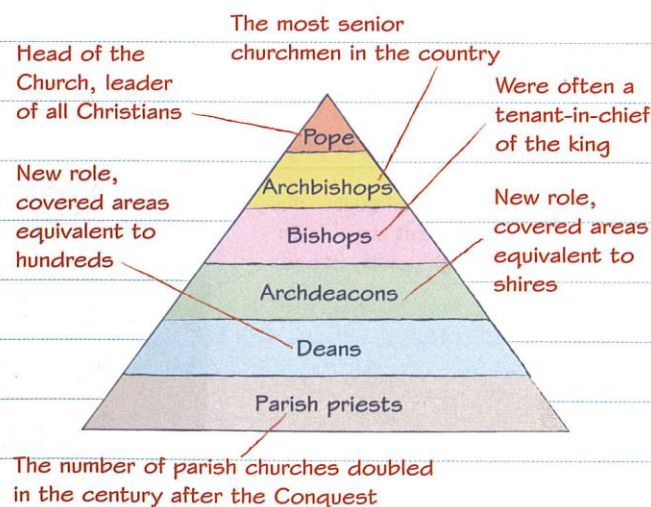 The most senior
churchmen in the country
Head of the
Church, leader
of all Christians
Were often a
tenant-in-chief
of the king
Pope
Archbishops
New role,
covered areas
equivalent to
hundreds
New role,
covered areas
equivalent to
shires
Bishops
Archdeacons
Deans
Parish priests
The number of parish churches doubled
in the century after the Conquest